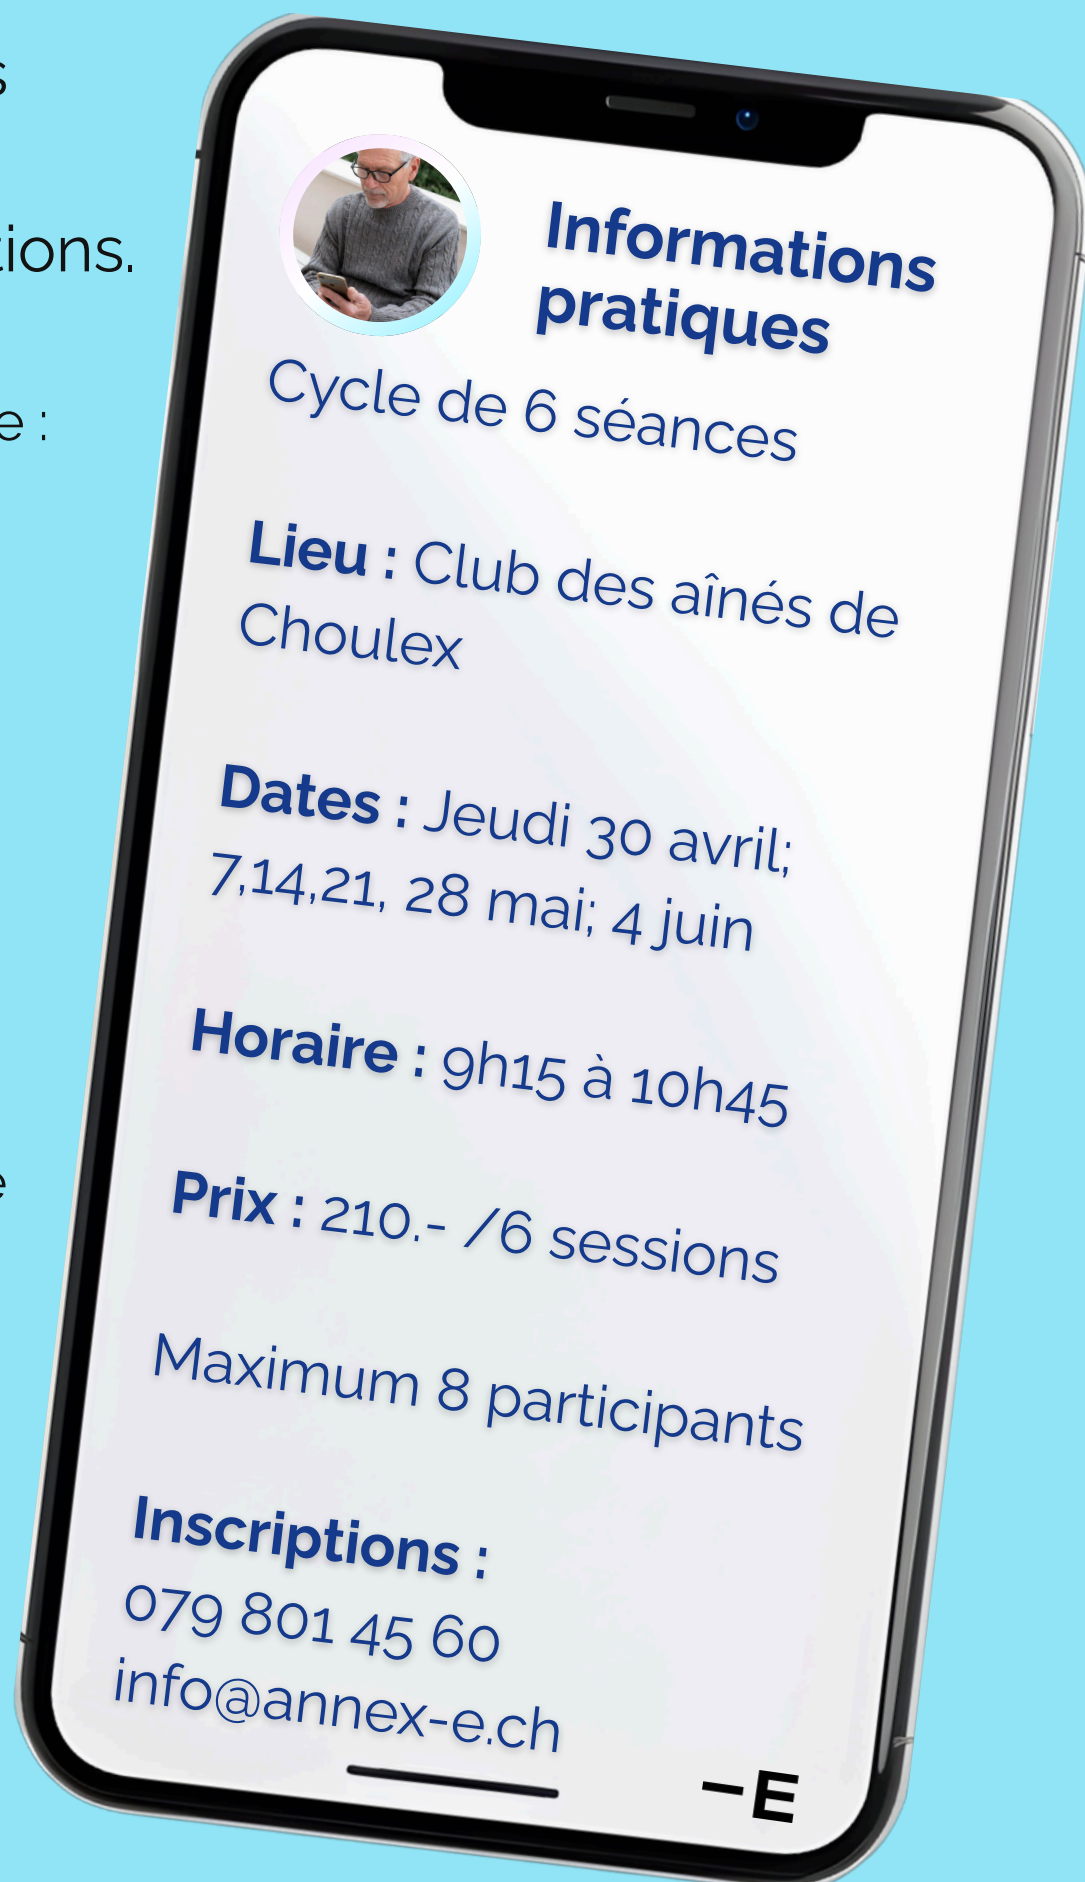 s
tions.
e :
e
Informations
pratiques
Cycle de 6 séances
Lieu : Club des aînés de
Choulex
Dates : Jeudi 30 avril;
7,14,21, 28 mai; 4 juin
Horaire : 9h15 à 10h45
Prix : 210.- /6 sessions
Maximum 8 participants
Inscriptions :
079 801 45 60
info@annex-e.ch
-E